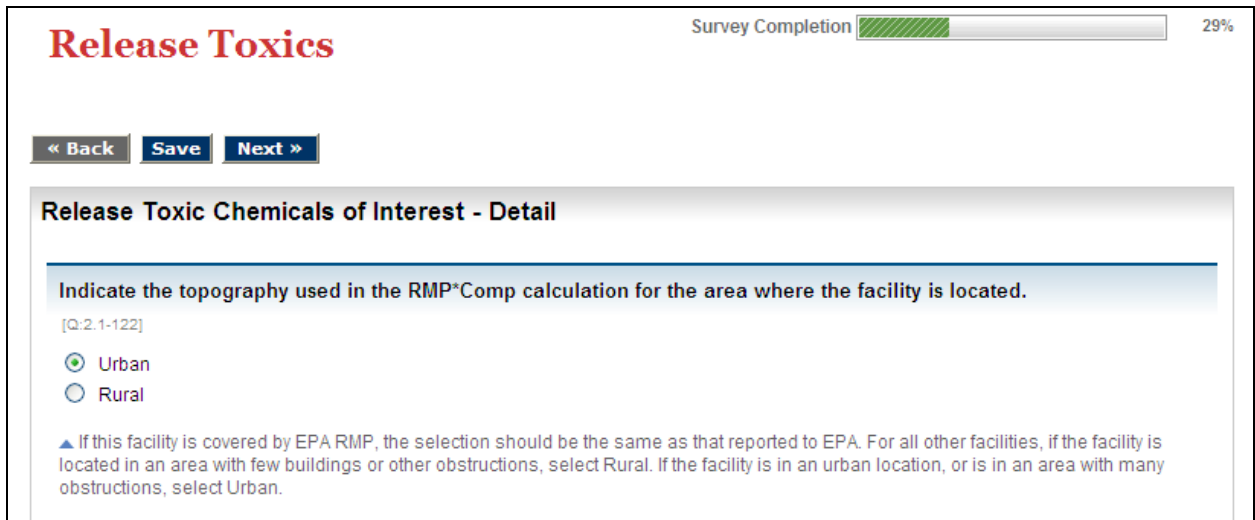 Release Toxics
Survey Completion 29%
« Back Save Next »
Release Toxic Chemicals of Interest - Detail
Indicate the topography used in the RMP*Comp calculation for the area where the facility is located.
[Q:2.1-122]
Urban
Rural
If this facility is covered by EPA RMP, the selection should be the same as that reported to EPA. For all other facilities, if the facility is
located in an area with few buildings or other obstructions, select Rural. If the facility is in an urban location, or is in an area with many
obstructions, select Urban.